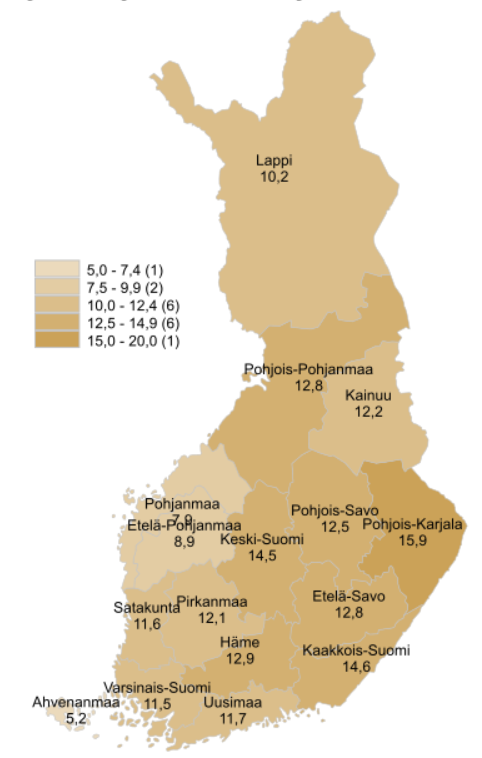 Lappi
10,2
5,0 - 7,4 (1)
7,5 - 9,9 (2)
10,0 - 12,4 (6)
12,5 - 14,9 (6)
15,0 - 20,0 (1)
Pohjois-Pohjanmaa
12,8
Kainuu
12,2
Pohjanmaa
7,9
Etelä-Pohjanmaa
8,9
Keski-Suomi
14,5
Pohjois-Savo
12,5
Pohjois-Karjala
15,9
Etelä-Savo
12,8
Satakunta
11,6
Pirkanmaa
12,1
Häme
12,9
Kaakkois-Suomi
14,6
Varsinais-Suomi
11,5
Ahvenanmaa
5,2
Uusimaa
11,7